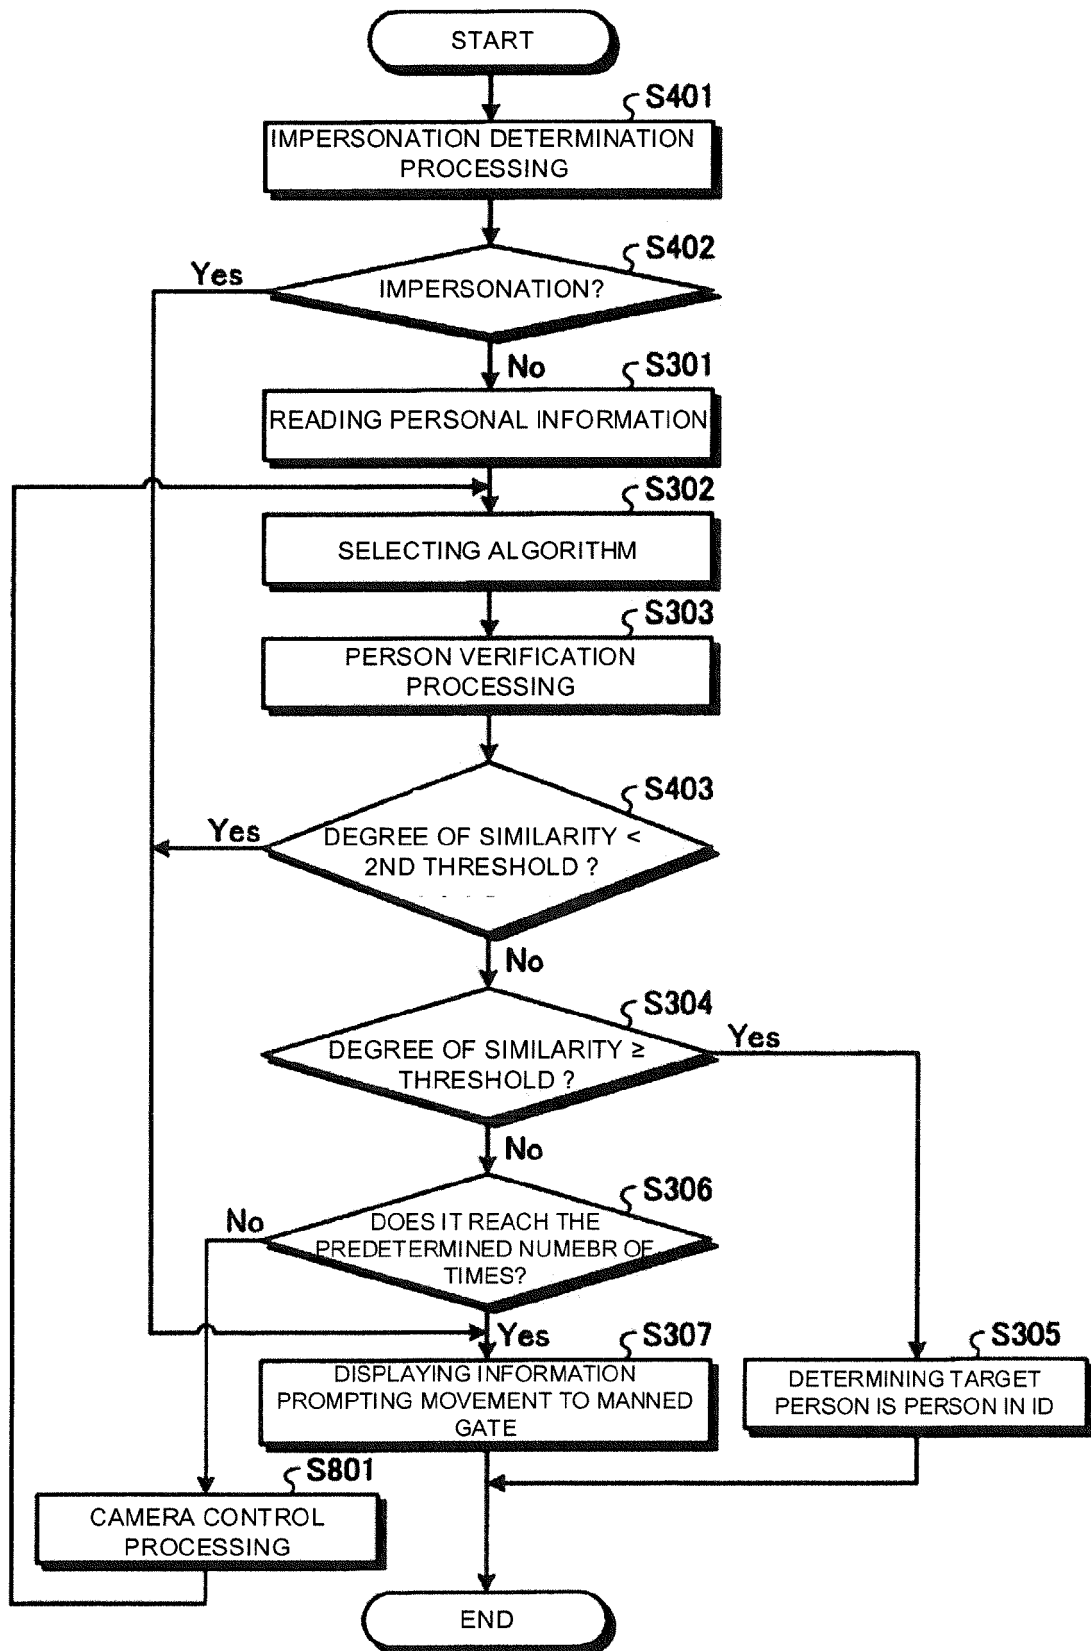 START
S401
IMPERSONATION DETERMINATION
PROCESSING
S402
Yes
IMPERSONATION?
No
S301
READING PERSONAL INFORMATION
S302
SELECTING ALGORITHM
S303
PERSON VERIFICATION
PROCESSING
S403
Yes
DEGREE OF SIMILARITY <
2ND THRESHOLD ?
No
S304
Yes
DEGREE OF SIMILARITY ≥
THRESHOLD ?
No
S306
No
DOES IT REACH THE
PREDETERMINED NUMEBR OF
TIMES?
Yes
S307
DISPLAYING INFORMATION
PROMPTING MOVEMENT TO MANNED
GATE
S305
DETERMINING TARGET
PERSON IS PERSON IN ID
S801
CAMERA CONTROL
PROCESSING
END